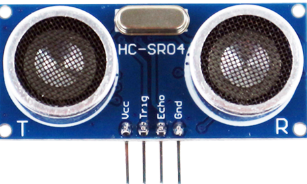 HC-SR04
Vcc
Trig
Echo
Gnd
T
R